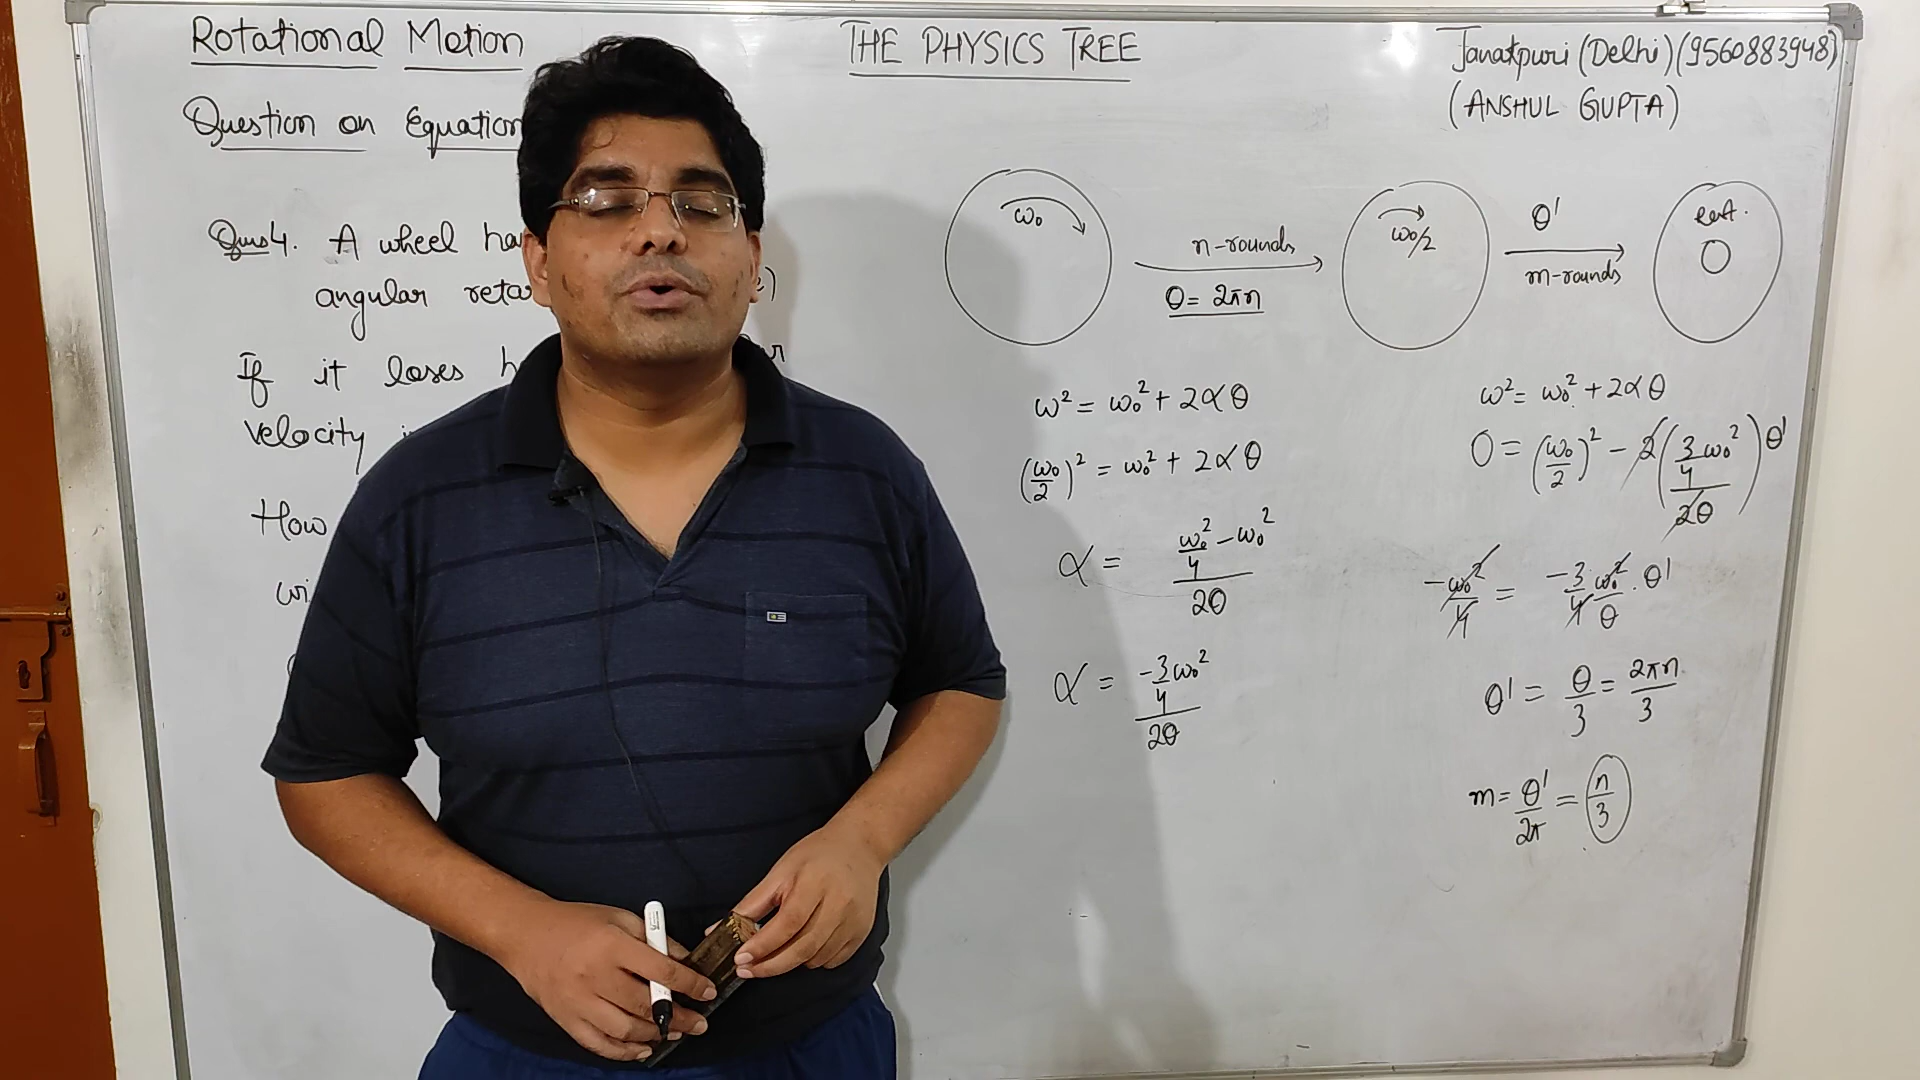 Rotational Motion
THE PHYSICS TREE
Janakpuri (Delhi) (9560883948)
(ANSHUL GUPTA)
Question on Equation
Ques4. A wheel ha
angular reta
If it loses h
velocity i
How
wi
ω₀
n-rounds
θ = 2πn
ω₀/2
θ'
m-rounds
rest.
O
ω² = ω₀² + 2αθ
(ω₀/2)² = ω₀² + 2αθ
α = (ω₀²/4 - ω₀²)/2θ
α = (-3ω₀²/4)/2θ
ω² = ω₀² + 2αθ
0 = (ω₀/2)² - 2((3/4 ω₀²)/2θ)θ'
-ω₀²/4 = -3/4 ω₀²/θ . θ'
θ' = θ/3 = 2πn/3
m = θ'/2π = n/3